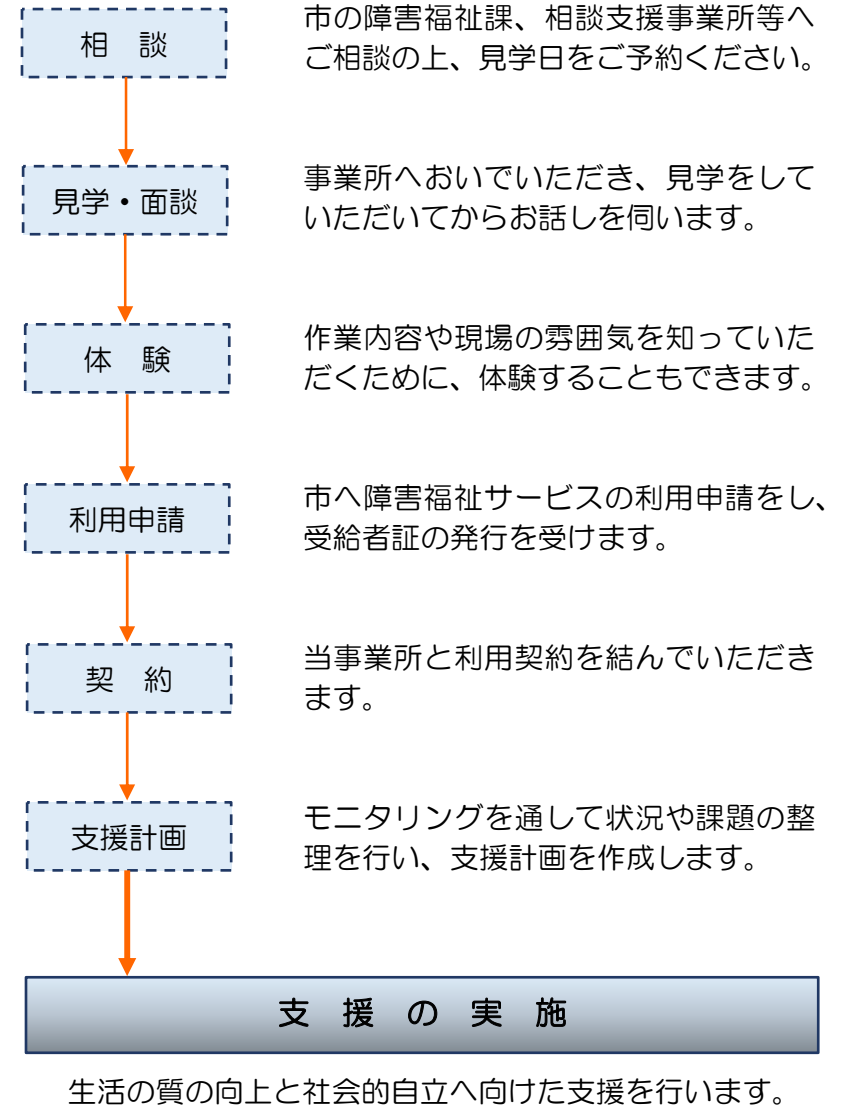 相　談
市の障害福祉課、相談支援事業所等へ
ご相談の上、見学日をご予約ください。
見学・面談
事業所へおいでいただき、見学をして
いただいてからお話しを伺います。
体　験
作業内容や現場の雰囲気を知っていた
だくために、体験することもできます。
利用申請
市へ障害福祉サービスの利用申請をし、
受給者証の発行を受けます。
契　約
当事業所と利用契約を結んでいただき
ます。
支援計画
モニタリングを通して状況や課題の整
理を行い、支援計画を作成します。
支　援　の　実　施
生活の質の向上と社会的自立へ向けた支援を行います。